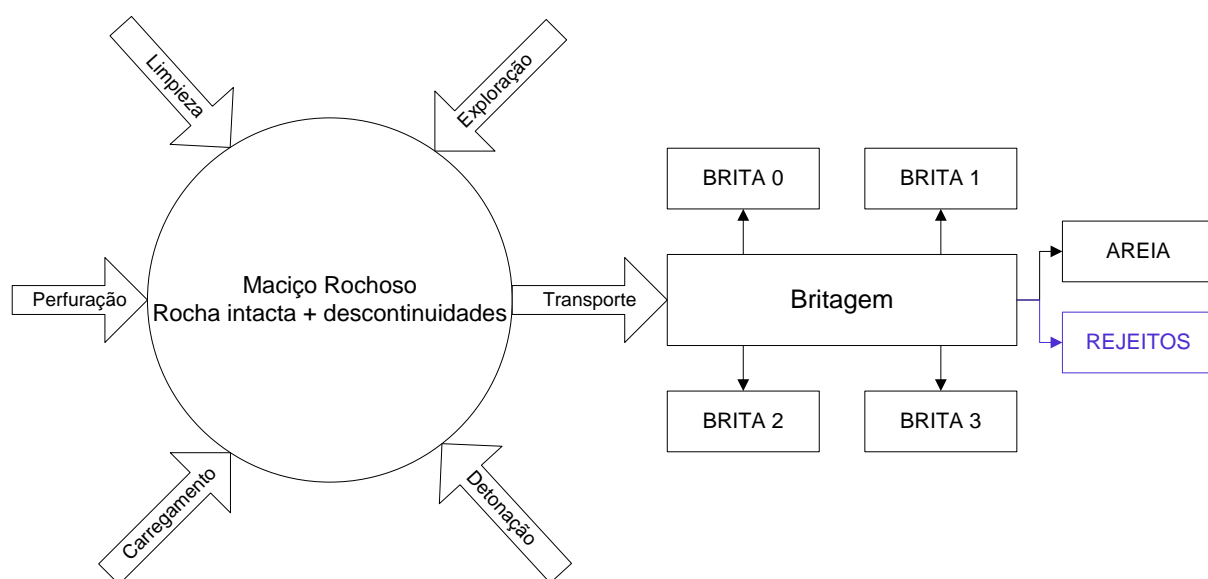 Limpieza
Exploração
BRITA 0
BRITA 1
AREIA
Maciço Rochoso
Rocha intacta + descontinuidades
Perfuração
Transporte
Britagem
REJEITOS
BRITA 2
BRITA 3
Carregamento
Detonação